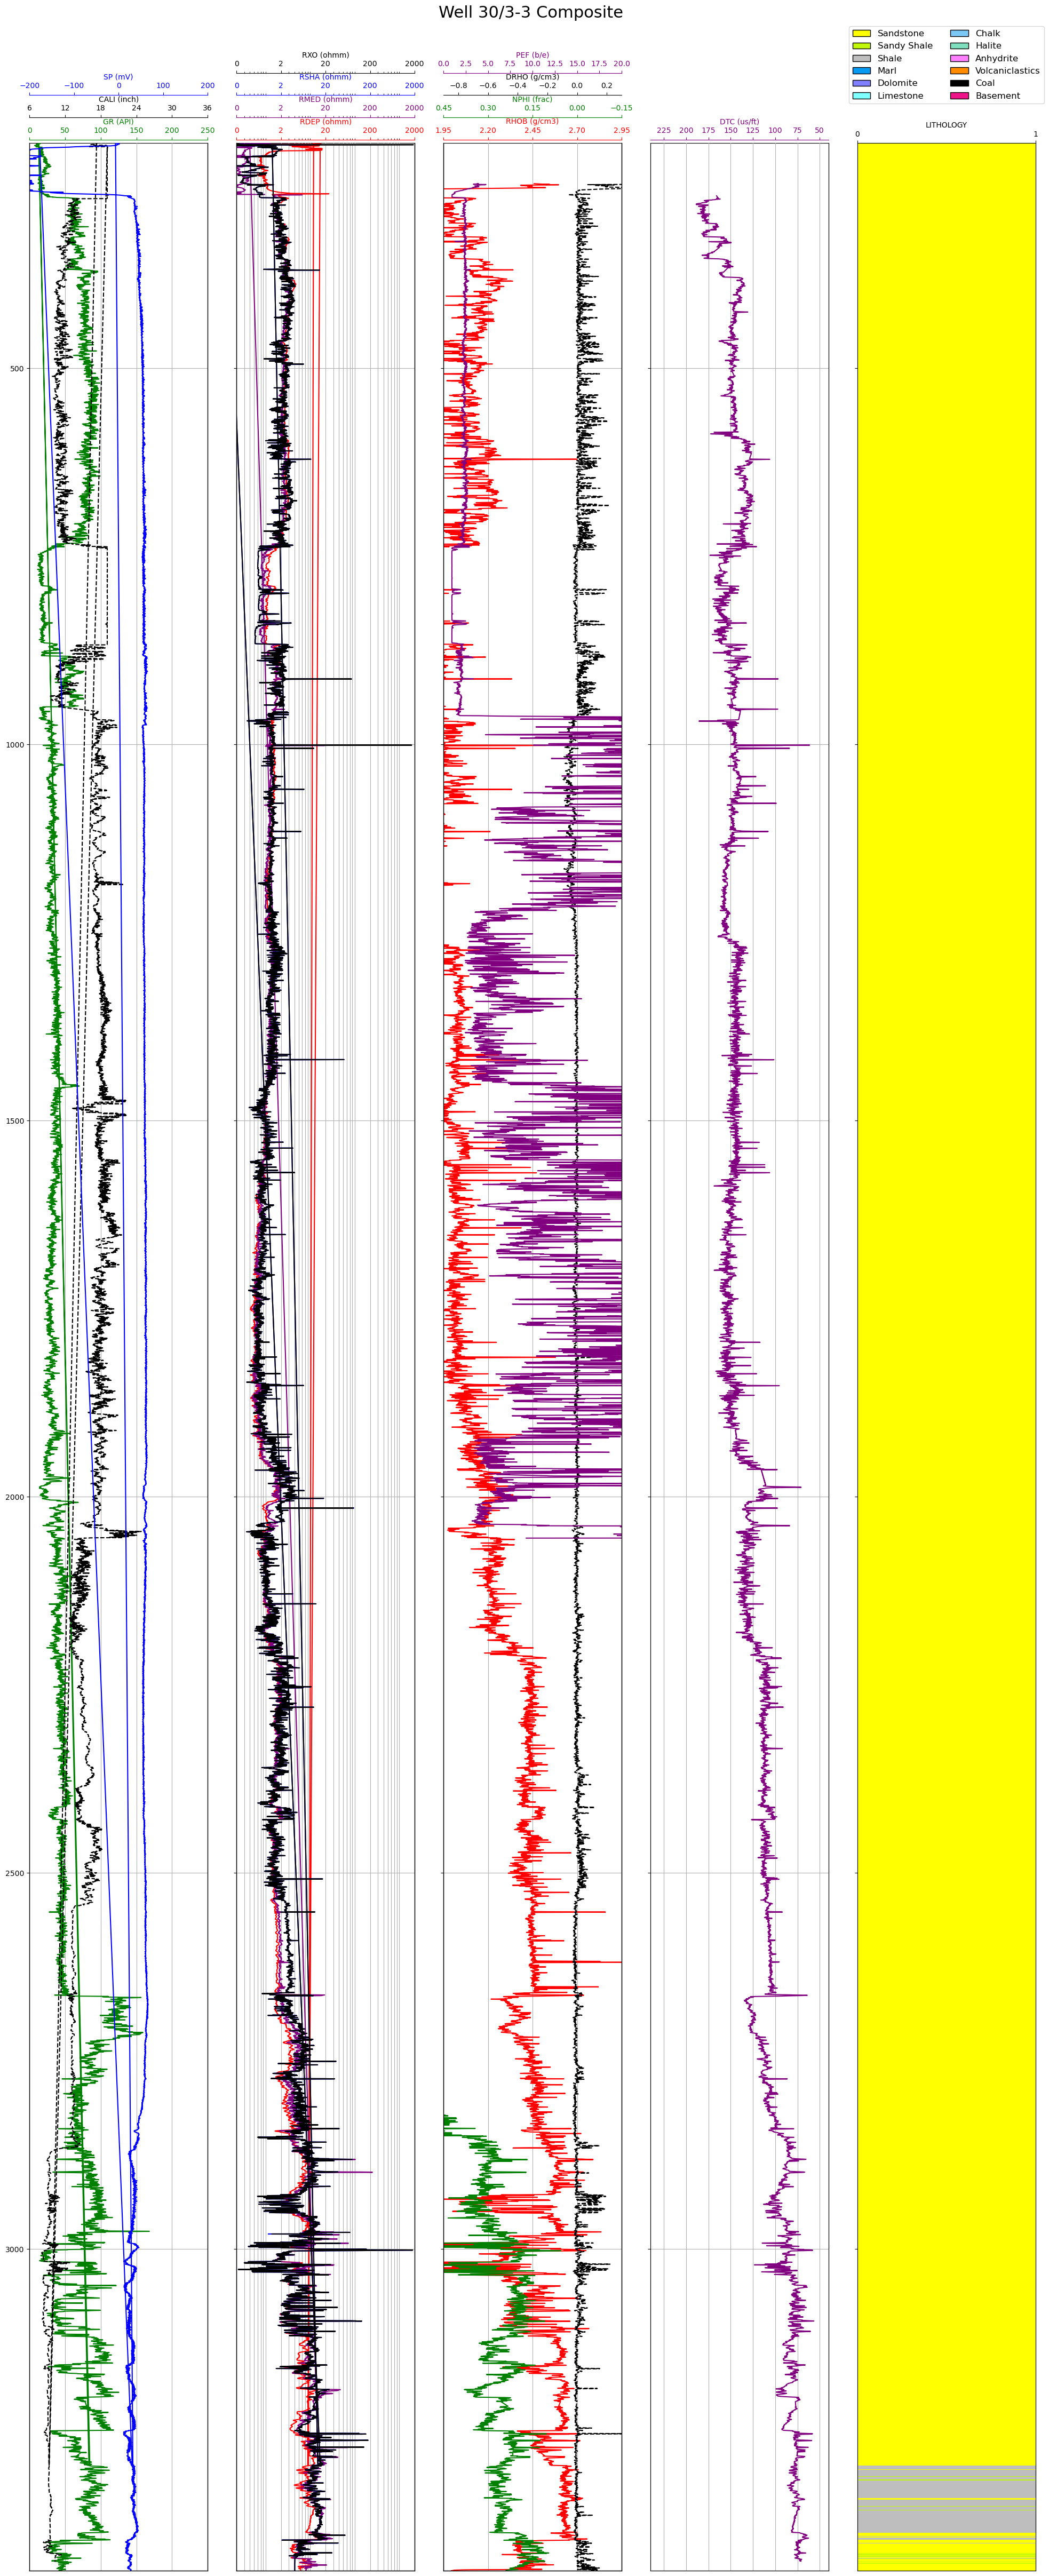 Well 30/3-3 Composite
Sandstone Chalk
Sandy Shale Halite
Shale Anhydrite
Marl Volcaniclastics
Dolomite Coal
Limestone Basement
RXO (ohmm) PEF (b/e)
0 2 20 200 2000 0.0 2.5 5.0 7.5 10.0 12.5 15.0 17.5 20.0
SP (mV) RSHA (ohmm) DRHO (g/cm3)
−200 −100 0 100 200 0 2 20 200 2000 −0.8 −0.6 −0.4 −0.2 0.0 0.2
CALI (inch) RMED (ohmm) NPHI (frac)
6 12 18 24 30 36 0 2 20 200 2000 0.45 0.30 0.15 0.00 −0.15
GR (API) RDEP (ohmm) RHOB (g/cm3) DTC (us/ft) LITHOLOGY
0 50 100 150 200 250 0 2 20 200 2000 1.95 2.20 2.45 2.70 2.95 225 200 175 150 125 100 75 50 0 1
500
1000
1500
2000
2500
3000